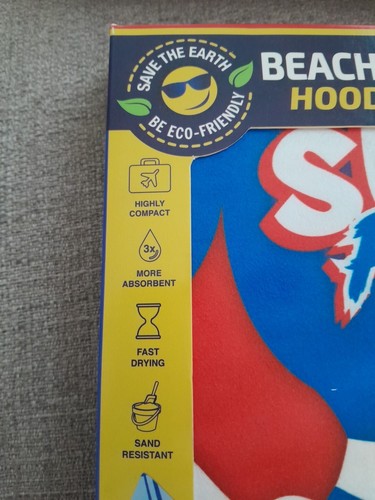 SAVE THE EARTH
BE ECO-FRIENDLY
BEACH
HOOD
HIGHLY
COMPACT
3x
MORE
ABSORBENT
FAST
DRYING
SAND
RESISTANT